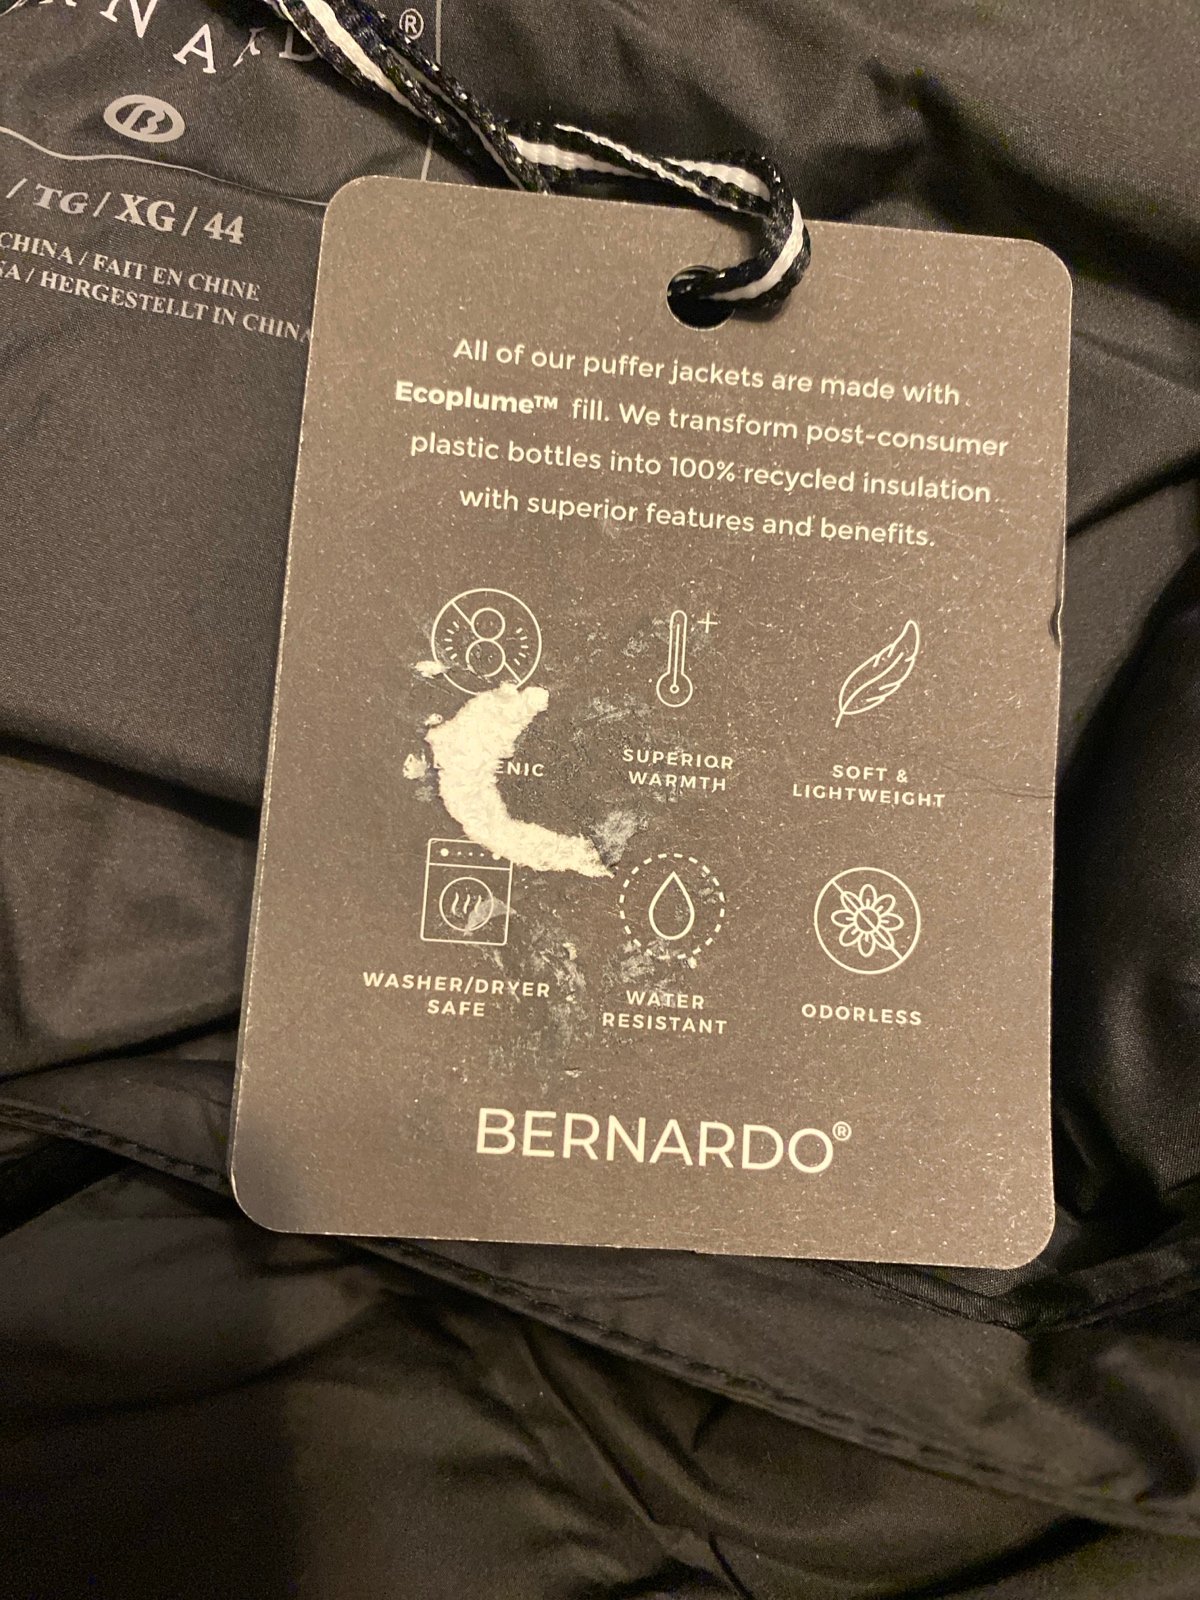 ®
B
/ TG / XG / 44
CHINA / FAIT EN CHINE
/ HERGESTELLT IN CHINA
All of our puffer jackets are made with
Ecoplume™ fill. We transform post-consumer
plastic bottles into 100% recycled insulation
with superior features and benefits.
SUPERIOR
WARMTH
SOFT &
LIGHTWEIGHT
WASHER/DRYER
SAFE
WATER
RESISTANT
ODORLESS
BERNARDO®